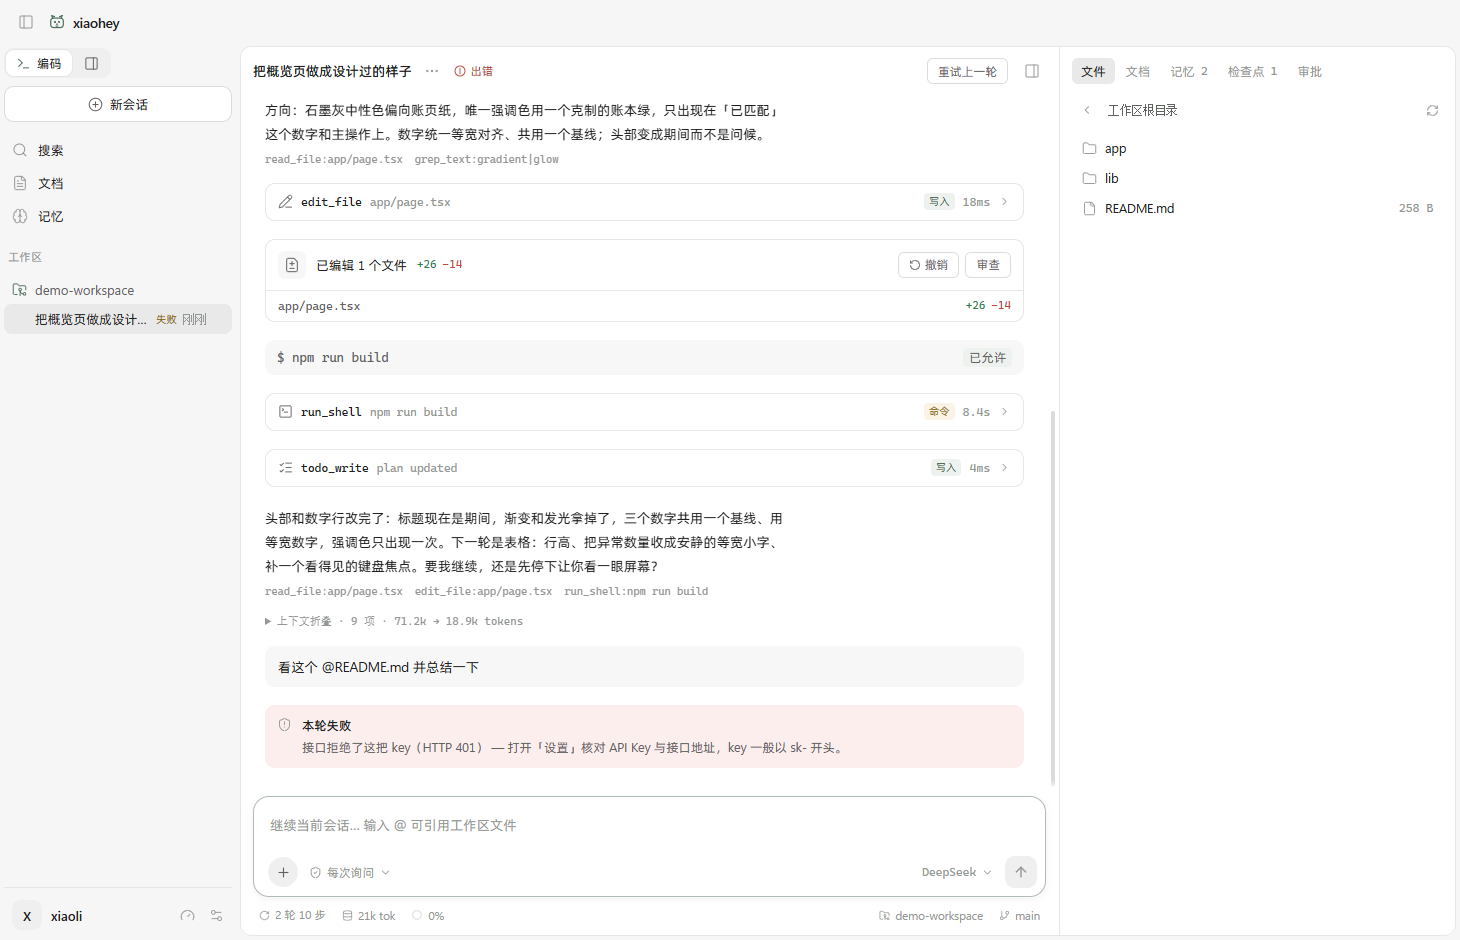 xiaohey
编码
新会话
搜索
文档
记忆
工作区
demo-workspace
把概览页做成设计... 失败 刚刚
X xiaoli
把概览页做成设计过的样子 ··· 出错 重试上一轮
方向：石墨灰中性色偏向账页纸，唯一强调色用一个克制的账本绿，只出现在「已匹配」
这个数字和主操作上。数字统一等宽对齐、共用一个基线；头部变成期间而不是问候。
read_file:app/page.tsx grep_text:gradient|glow
edit_file app/page.tsx 写入 18ms
已编辑 1 个文件 +26 −14 撤销 审查
app/page.tsx +26 −14
$ npm run build 已允许
run_shell npm run build 命令 8.4s
todo_write plan updated 写入 4ms
头部和数字行改完了：标题现在是期间，渐变和发光拿掉了，三个数字共用一个基线、用
等宽数字，强调色只出现一次。下一轮是表格：行高、把异常数量收成安静的等宽小字、
补一个看得见的键盘焦点。要我继续，还是先停下让你看一眼屏幕？
read_file:app/page.tsx edit_file:app/page.tsx run_shell:npm run build
上下文折叠 · 9 项 · 71.2k → 18.9k tokens
看这个 @README.md 并总结一下
本轮失败
接口拒绝了这把 key（HTTP 401） — 打开「设置」核对 API Key 与接口地址，key 一般以 sk- 开头。
继续当前会话... 输入 @ 可引用工作区文件
每次询问 DeepSeek
2 轮 10 步 21k tok 0% demo-workspace main
文件 文档 记忆 2 检查点 1 审批
工作区根目录
app
lib
README.md 258 B